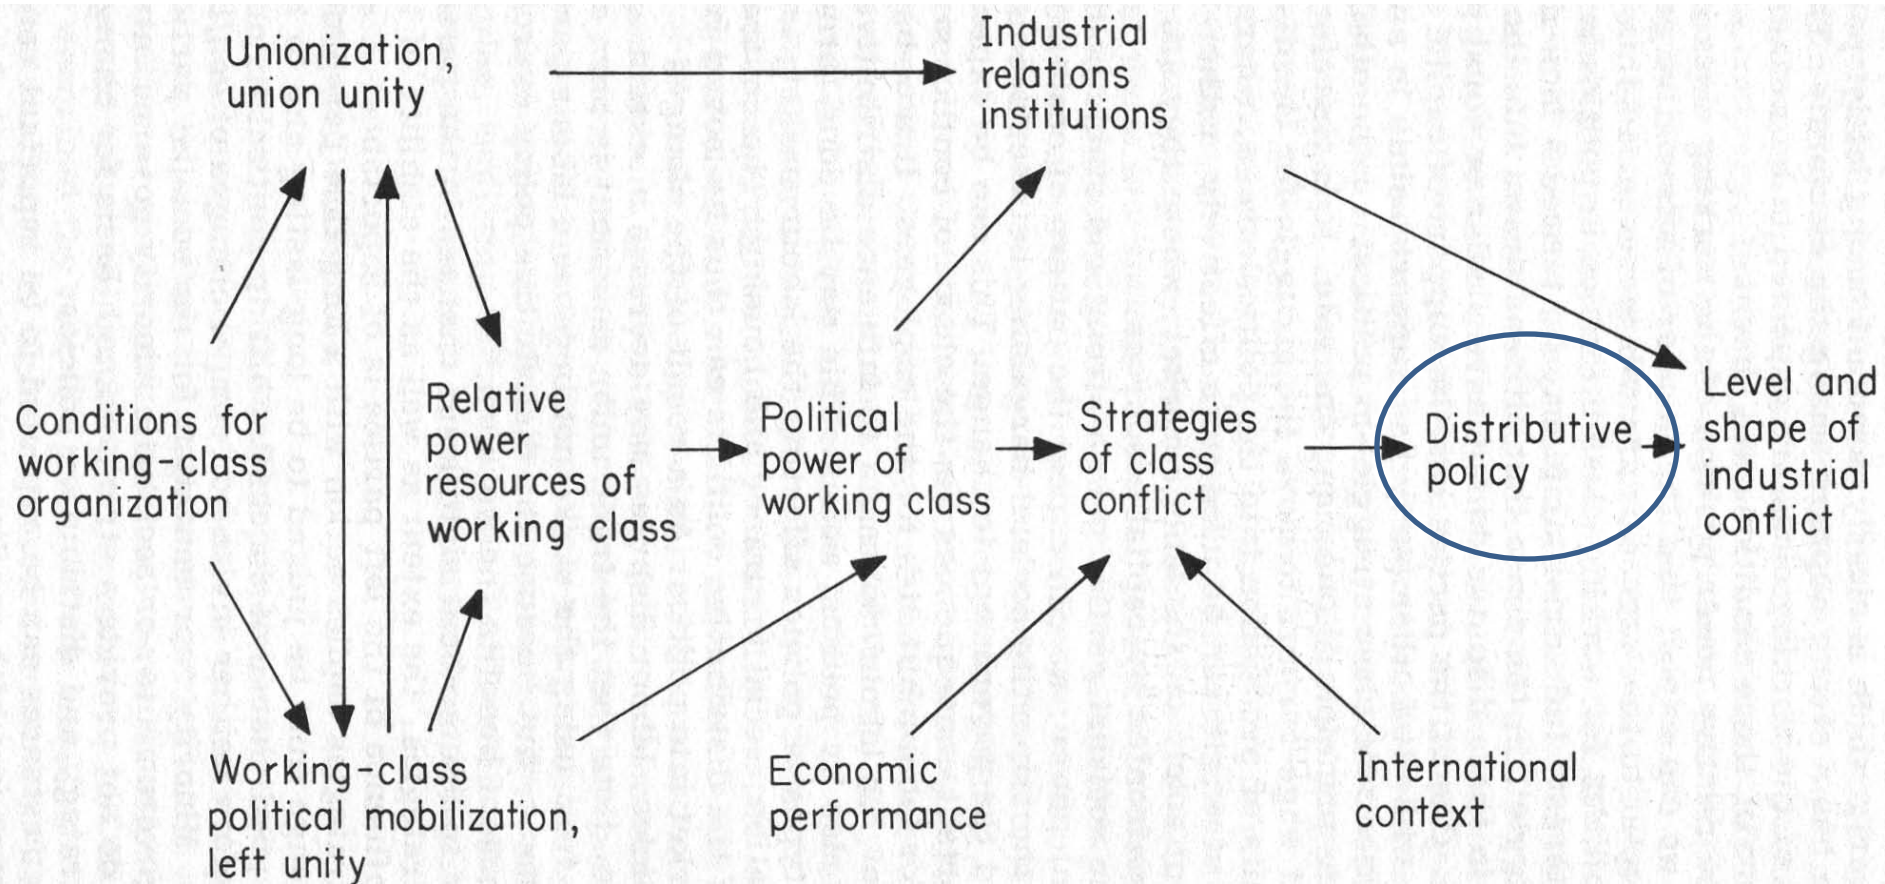 Unionization,
union unity
Industrial
relations
institutions
Conditions for
working-class
organization
Relative
power
resources of
working class
Political
power of
working class
Strategies
of class
conflict
Distributive
policy
Level and
shape of
industrial
conflict
Working-class
political mobilization,
left unity
Economic
performance
International
context